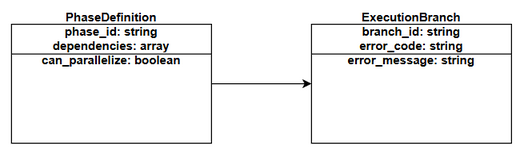 PhaseDefinition
phase_id: string
dependencies: array
can_parallelize: boolean
ExecutionBranch
branch_id: string
error_code: string
error_message: string